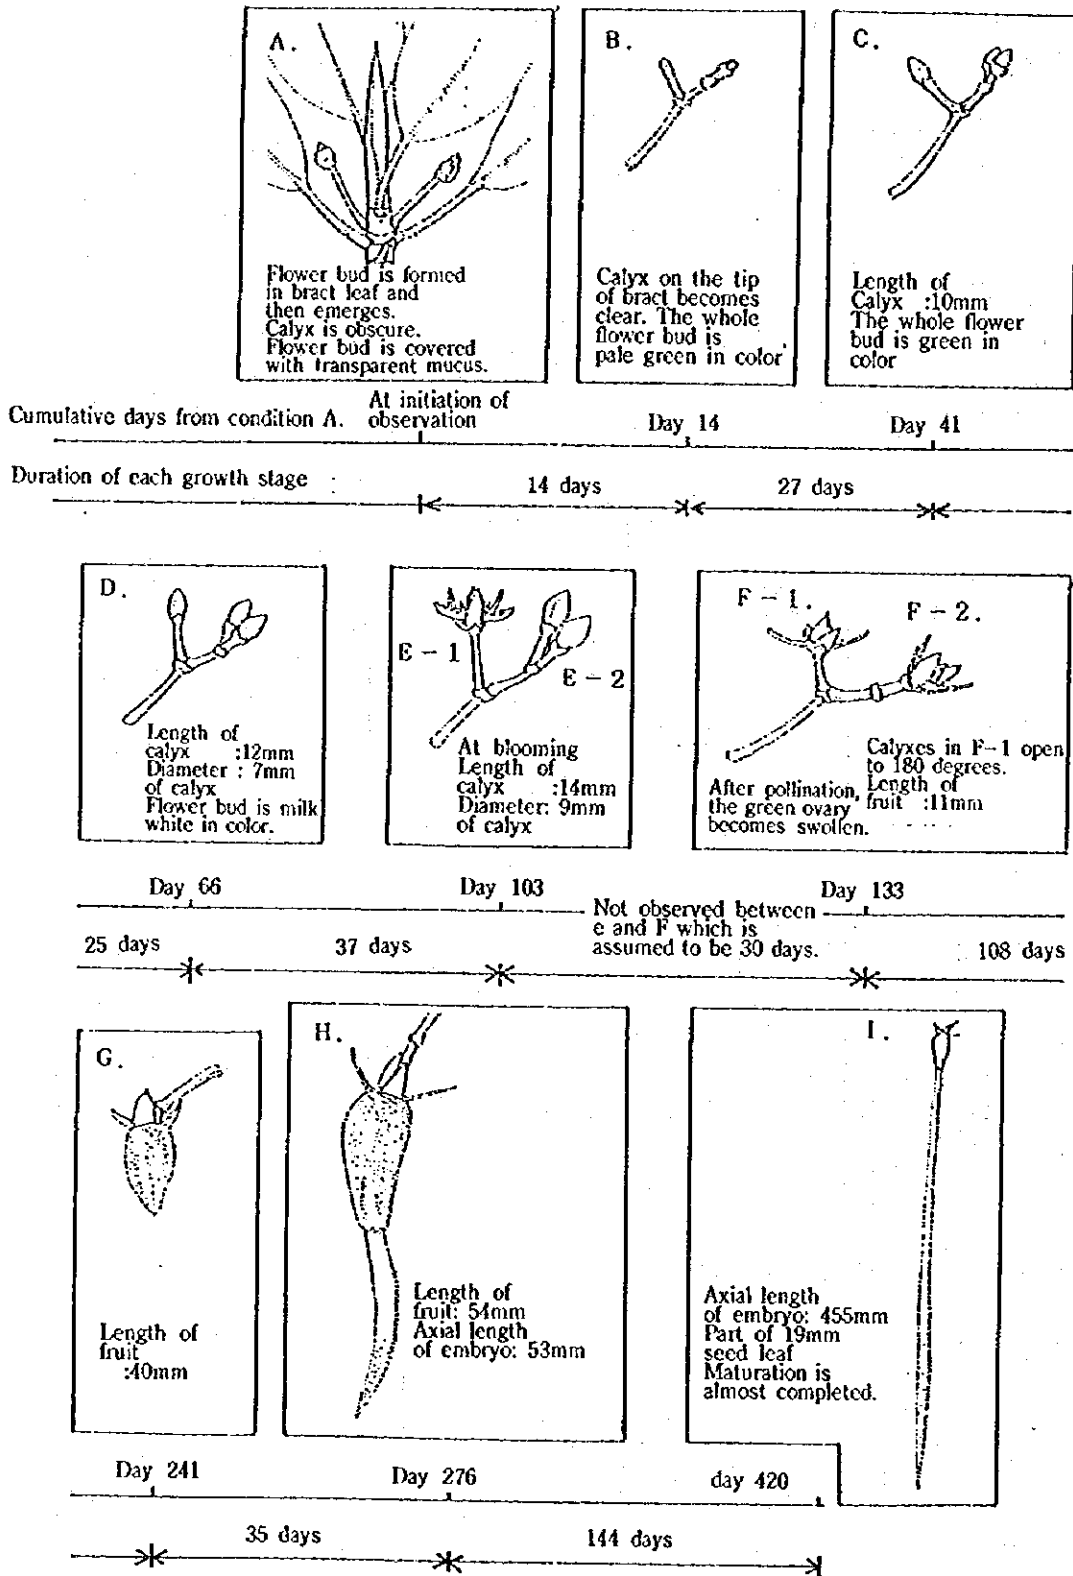 A.
Flower bud is formed
in bract leaf and
then emerges.
Calyx is obscure.
Flower bud is covered
with transparent mucus.
B.
Calyx on the tip
of bract becomes
clear. The whole
flower bud is
pale green in color
C.
Length of
Calyx :10mm
The whole flower
bud is green in
color
Cumulative days from condition A.
At initiation of
observation
Day 14
Day 41
Duration of each growth stage :
14 days
27 days
D.
Length of
calyx :12mm
Diameter : 7mm
of calyx
Flower bud is milk
white in color.
E-1
E-2
At blooming
Length of
calyx :14mm
Diameter: 9mm
of calyx
F-1.
F-2.
After pollination,
the green ovary
becomes swollen.
Calyxes in F-1 open
to 180 degrees.
Length of
fruit :11mm
Day 66
Day 103
Day 133
25 days
37 days
Not observed between
e and F which is
assumed to be 30 days.
108 days
G.
Length of
fruit
:40mm
H.
Length of
fruit: 54mm
Axial length
of embryo: 53mm
I.
Axial length
of embryo: 455mm
Part of 19mm
seed leaf
Maturation is
almost completed.
Day 241
Day 276
day 420
35 days
144 days